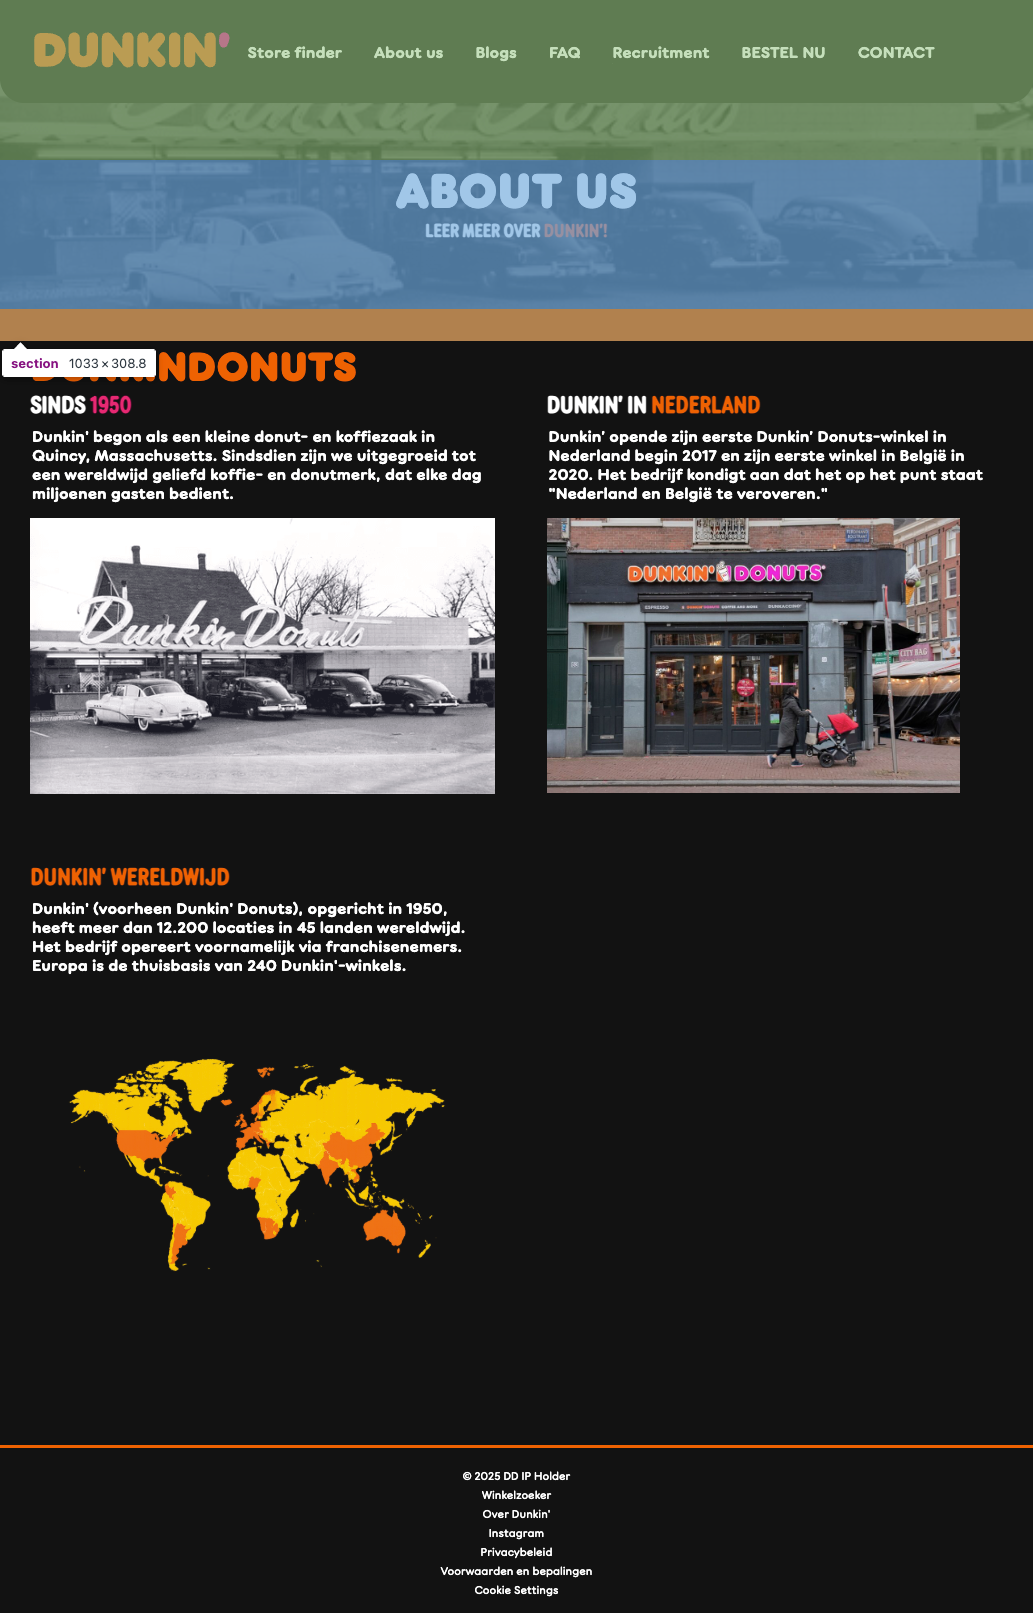 DUNKIN'
Store finder About us Blogs FAQ Recruitment BESTEL NU CONTACT
Dunkin Donuts
ABOUT US
LEER MEER OVER DUNKIN'!
section 1033 × 308.8
NDONUTS
SINDS 1950
Dunkin' begon als een kleine donut- en koffiezaak in
Quincy, Massachusetts. Sindsdien zijn we uitgegroeid tot
een wereldwijd geliefd koffie- en donutmerk, dat elke dag
miljoenen gasten bedient.
Dunkin Donuts
DUNKIN' IN NEDERLAND
Dunkin' opende zijn eerste Dunkin' Donuts-winkel in
Nederland begin 2017 en zijn eerste winkel in België in
2020. Het bedrijf kondigt aan dat het op het punt staat
"Nederland en België te veroveren."
DUNKIN' DONUTS
ESPRESSO
CITY BAG
DUNKIN' WERELDWIJD
Dunkin' (voorheen Dunkin' Donuts), opgericht in 1950,
heeft meer dan 12.200 locaties in 45 landen wereldwijd.
Het bedrijf opereert voornamelijk via franchisenemers.
Europa is de thuisbasis van 240 Dunkin'-winkels.
© 2025 DD IP Holder
Winkelzoeker
Over Dunkin'
Instagram
Privacybeleid
Voorwaarden en bepalingen
Cookie Settings